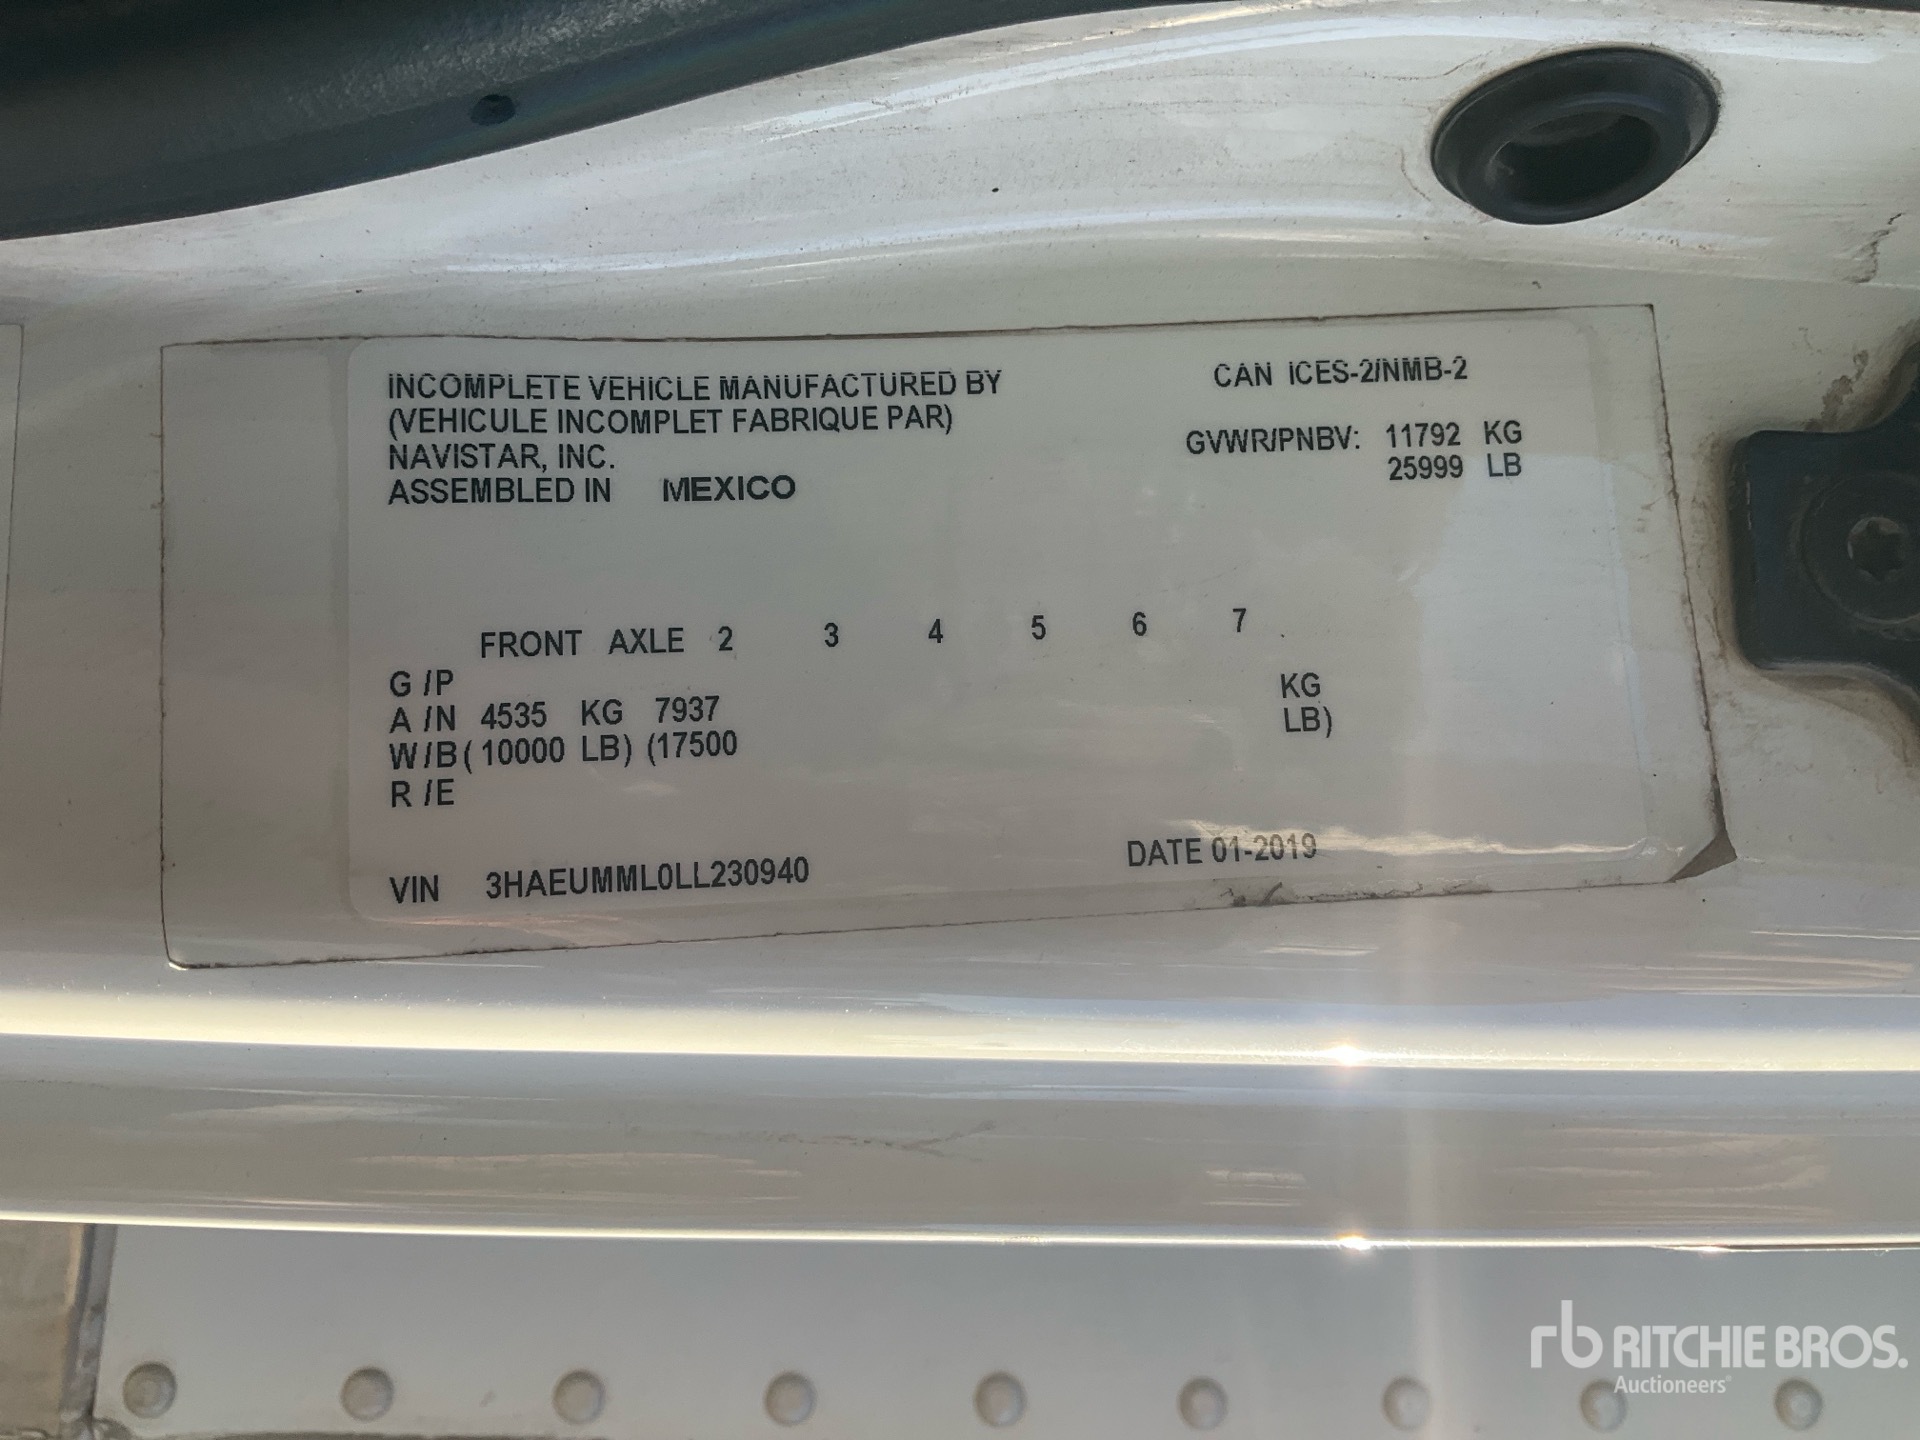 INCOMPLETE VEHICLE MANUFACTURED BY
(VEHICULE INCOMPLET FABRIQUE PAR)
NAVISTAR, INC.
ASSEMBLED IN MEXICO
CAN ICES-2/NMB-2
GVWR/PNBV: 11792 KG
25999 LB
FRONT AXLE 2 3 4 5 6 7
G /P
A /N 4535 KG 7937 KG
W/B (10000 LB) (17500 LB)
R /E
VIN 3HAEUMML0LL230940
DATE 01-2019
rb RITCHIE BROS.
Auctioneers